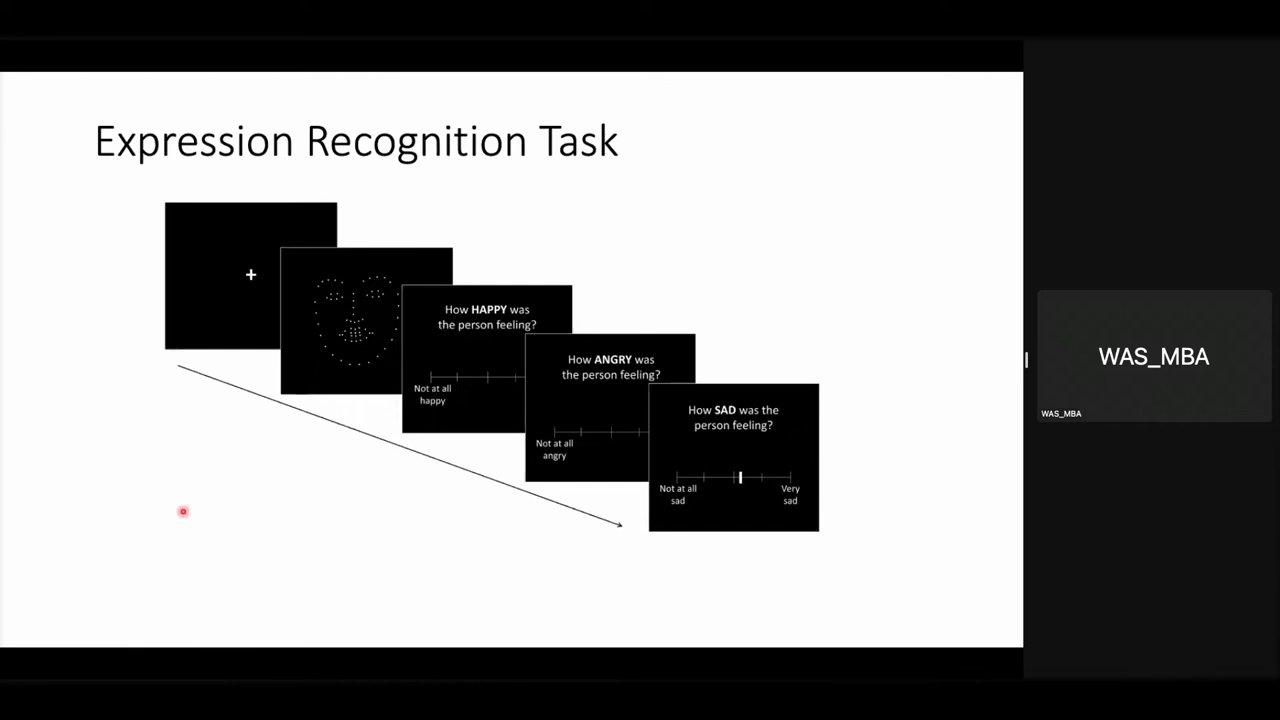 Expression Recognition Task
+
How HAPPY was
the person feeling?
Not at all
happy
How ANGRY was
the person feeling?
Not at all
angry
How SAD was the
person feeling?
Not at all
sad
Very
sad
WAS_MBA
WAS_MBA